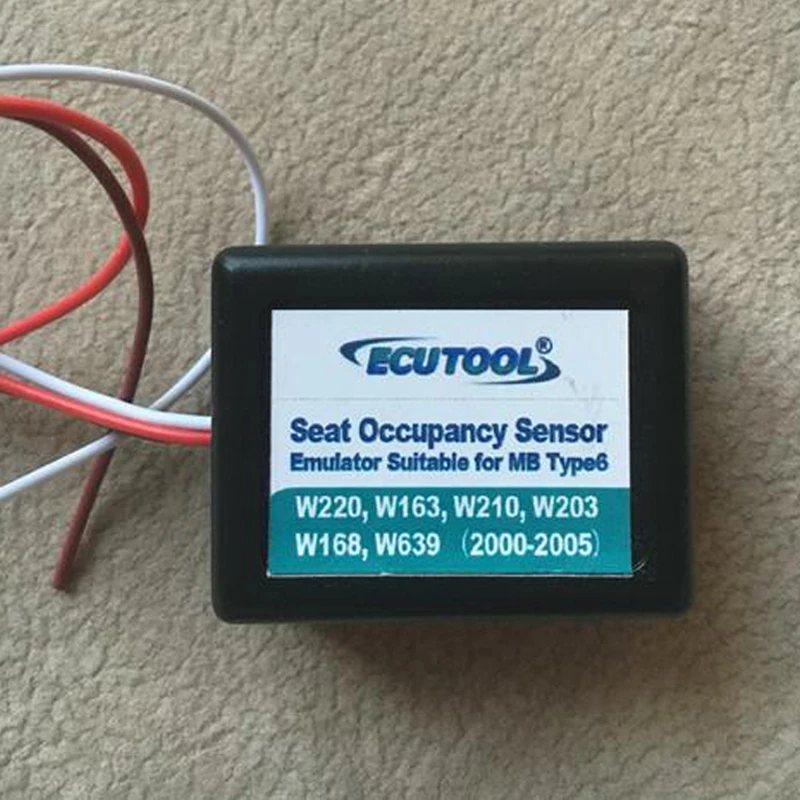 ECUTOOL®
Seat Occupancy Sensor
Emulator Suitable for MB Type6
W220, W163, W210, W203
W168, W639 (2000-2005)